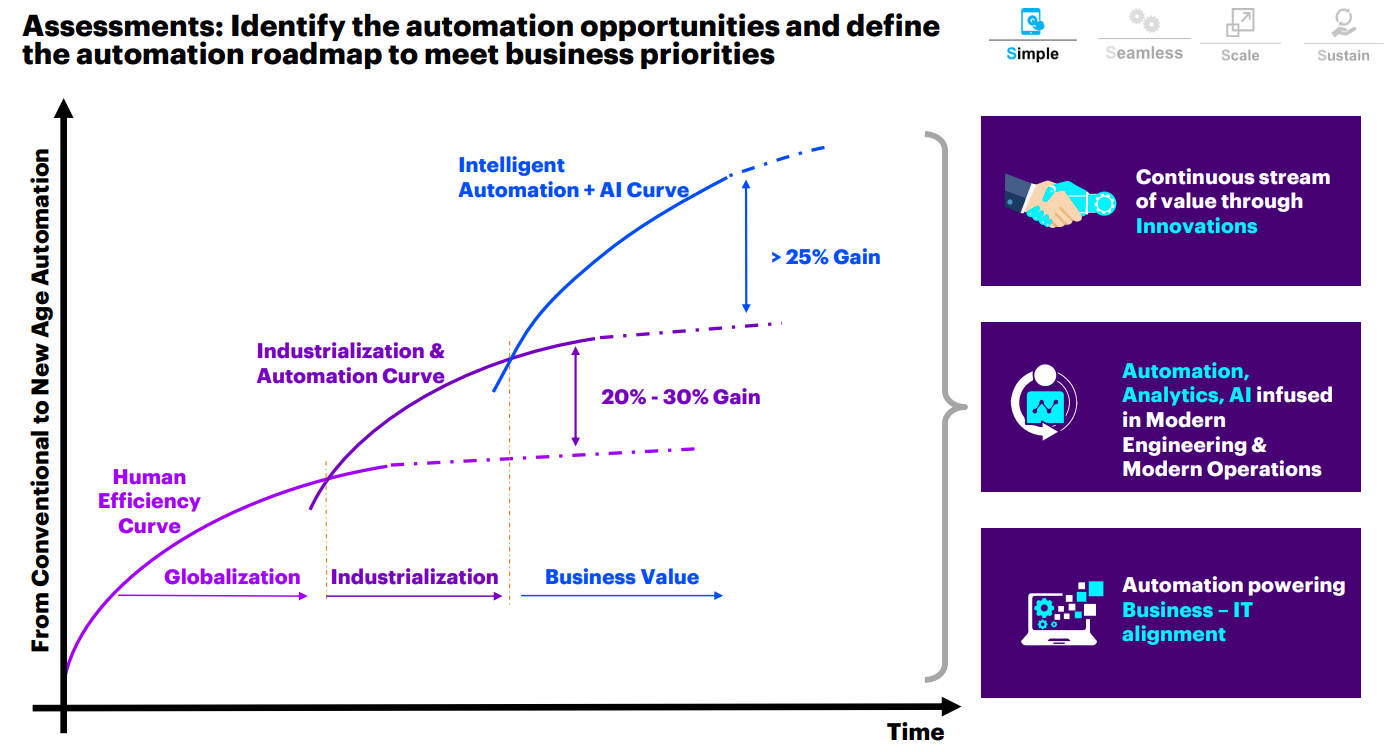 Assessments: Identify the automation opportunities and define
the automation roadmap to meet business priorities
Simple
Seamless
Scale
Sustain
From Conventional to New Age Automation
Intelligent
Automation + AI Curve
> 25% Gain
Industrialization &
Automation Curve
20% - 30% Gain
Human
Efficiency
Curve
Globalization
Industrialization
Business Value
Time
Continuous stream
of value through
Innovations
Automation,
Analytics, AI infused
in Modern
Engineering &
Modern Operations
Automation powering
Business – IT
alignment